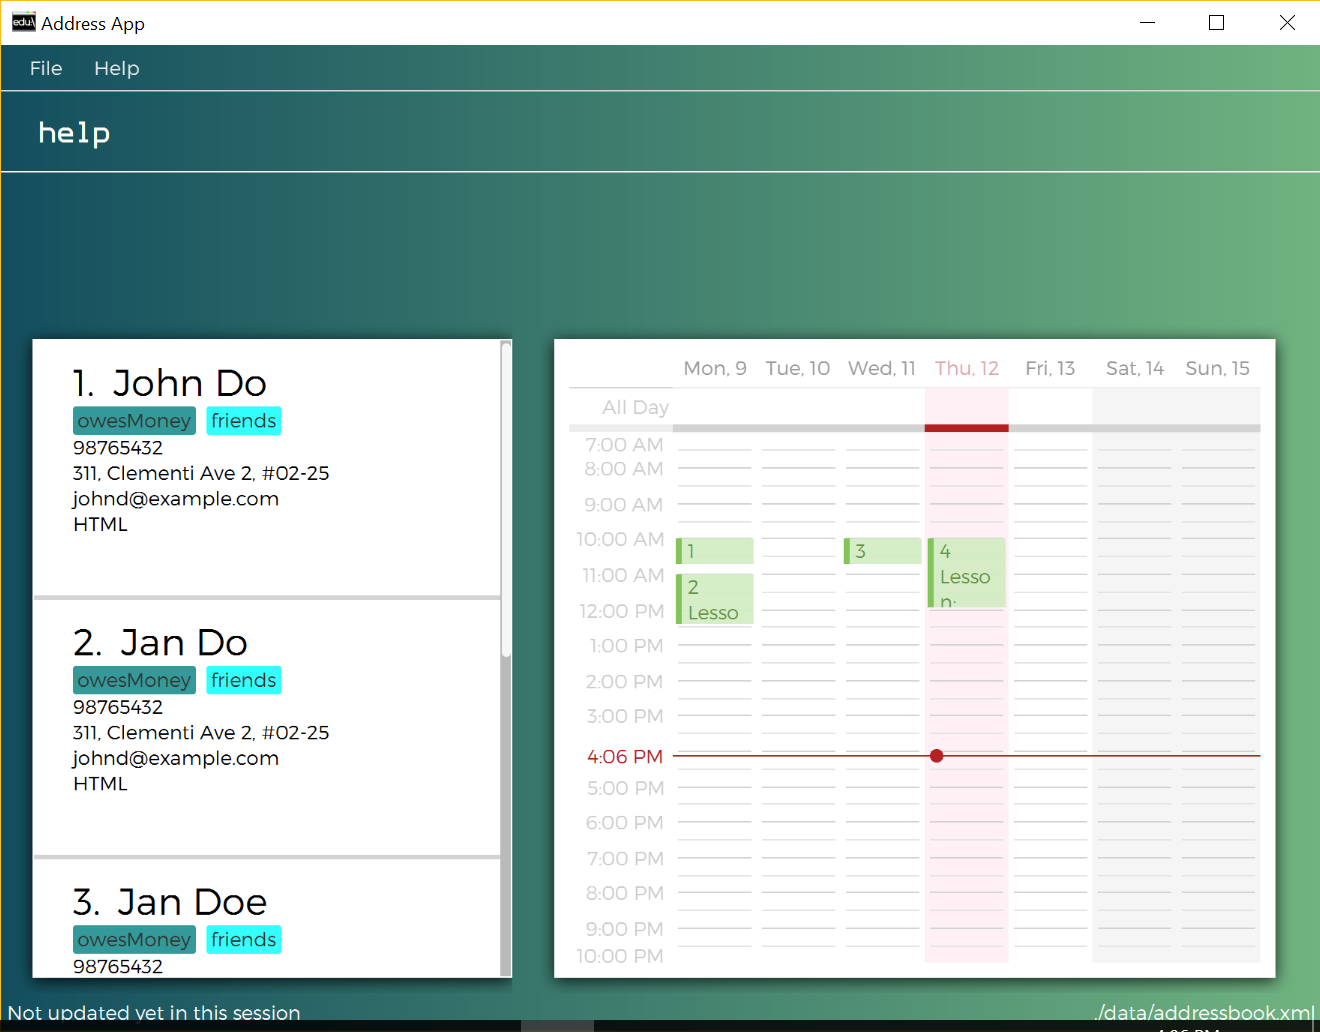 edu:\ Address App
File Help
help
1. John Do
owesMoney friends
98765432
311, Clementi Ave 2, #02-25
johnd@example.com
HTML
2. Jan Do
owesMoney friends
98765432
311, Clementi Ave 2, #02-25
johnd@example.com
HTML
3. Jan Doe
owesMoney friends
98765432
Mon, 9 Tue, 10 Wed, 11 Thu, 12 Fri, 13 Sat, 14 Sun, 15
All Day
7:00 AM
8:00 AM
9:00 AM
10:00 AM
11:00 AM
12:00 PM
1:00 PM
2:00 PM
3:00 PM
4:06 PM
5:00 PM
6:00 PM
7:00 PM
8:00 PM
9:00 PM
10:00 PM
1
2
Lesso
3
4
Lesso
n:
Not updated yet in this session
./data/addressbook.xml
4:06 PM